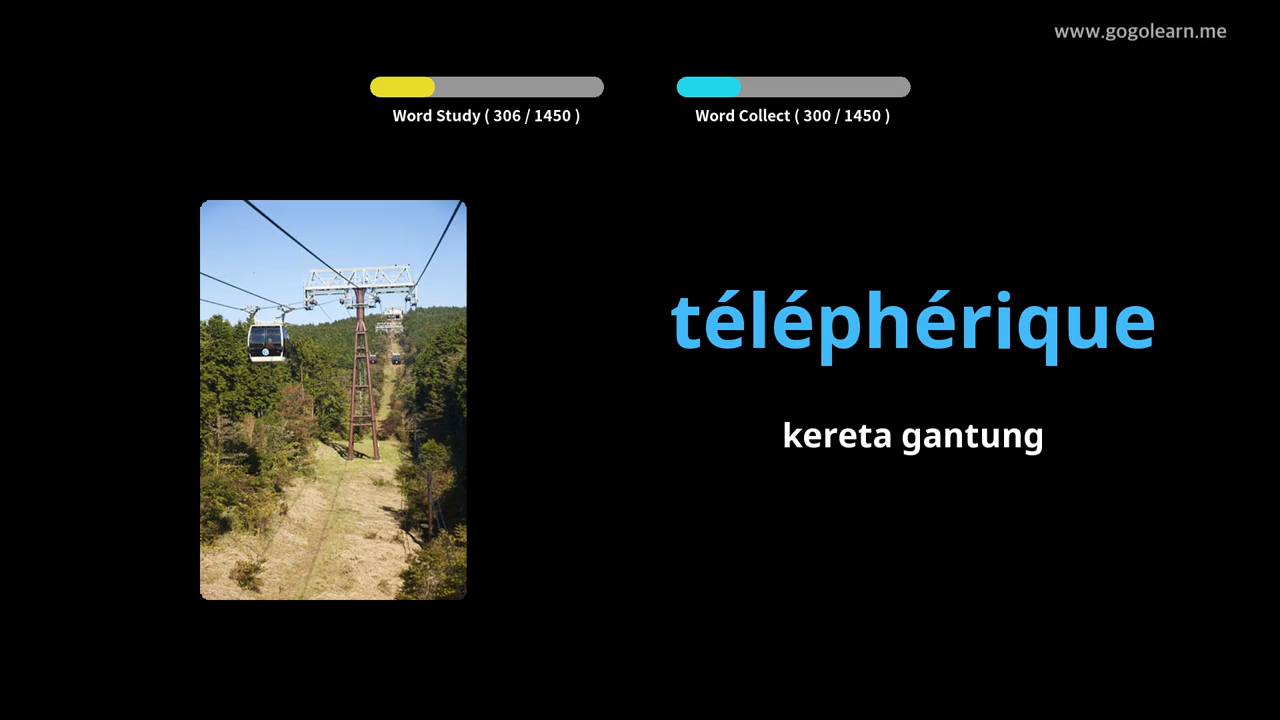 www.gogolearn.me
Word Study ( 306 / 1450 )
Word Collect ( 300 / 1450 )
téléphérique
kereta gantung